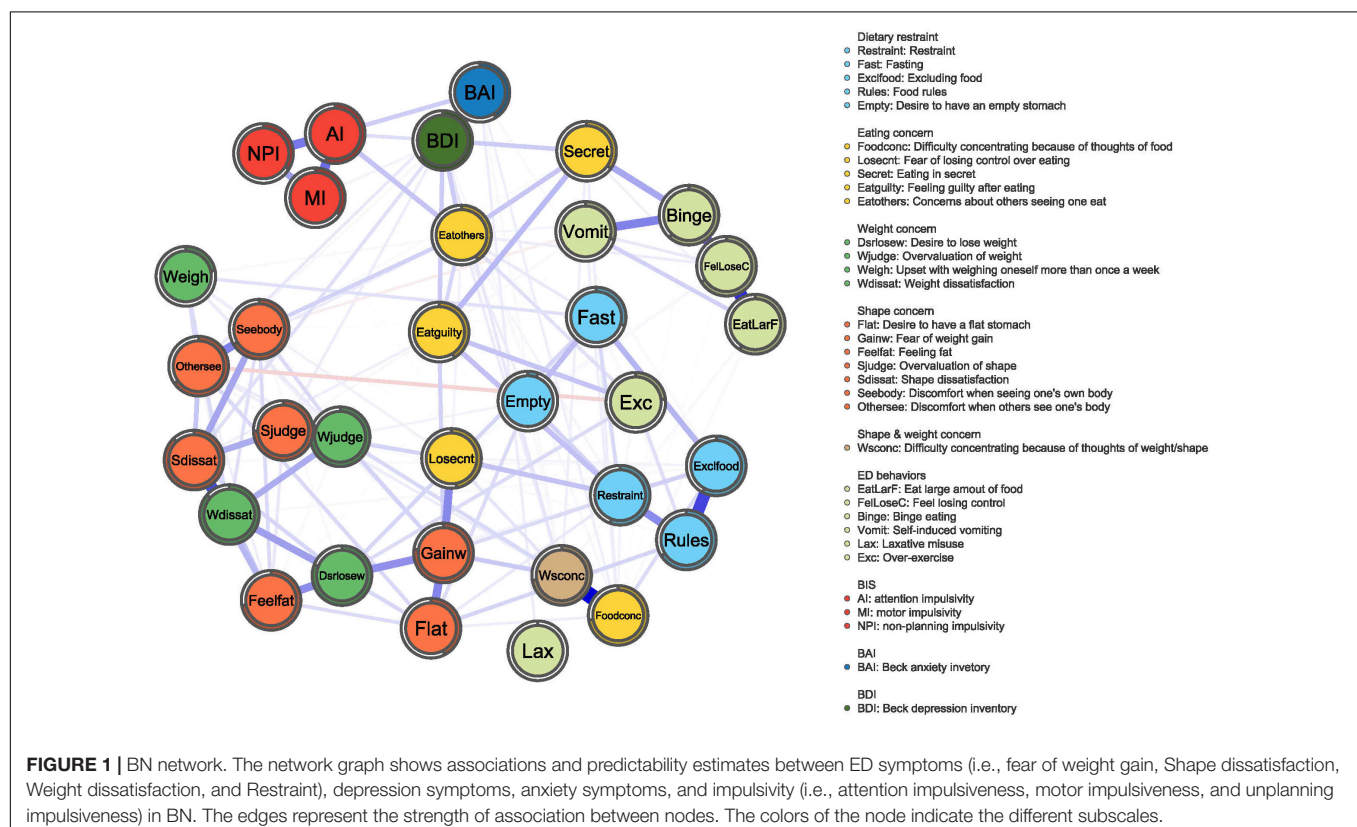 BAI
AI
BDI
NPI
Secret
MI
Binge
Vomit
Eatothers
FelLoseC
Weigh
Fast
EatLarF
Seebody
Eatguilty
Othersee
Empty
Exc
Sjudge
Wjudge
Losecnt
Sdissat
Exclfood
Restraint
Wdissat
Rules
Gainw
Dsrlosew
Wsconc
Feelfat
Foodconc
Flat
Lax
Dietary restraint
Restraint: Restraint
Fast: Fasting
Exclfood: Excluding food
Rules: Food rules
Empty: Desire to have an empty stomach
Eating concern
Foodconc: Difficulty concentrating because of thoughts of food
Losecnt: Fear of losing control over eating
Secret: Eating in secret
Eatguilty: Feeling guilty after eating
Eatothers: Concerns about others seeing one eat
Weight concern
Dsrlosew: Desire to lose weight
Wjudge: Overvaluation of weight
Weigh: Upset with weighing oneself more than once a week
Wdissat: Weight dissatisfaction
Shape concern
Flat: Desire to have a flat stomach
Gainw: Fear of weight gain
Feelfat: Feeling fat
Sjudge: Overvaluation of shape
Sdissat: Shape dissatisfaction
Seebody: Discomfort when seeing one's own body
Othersee: Discomfort when others see one's body
Shape & weight concern
Wsconc: Difficulty concentrating because of thoughts of weight/shape
ED behaviors
EatLarF: Eat large amout of food
FelLoseC: Feel losing control
Binge: Binge eating
Vomit: Self-induced vomiting
Lax: Laxative misuse
Exc: Over-exercise
BIS
AI: attention impulsivity
MI: motor impulsivity
NPI: non-planning impulsivity
BAI
BAI: Beck anxiety invetory
BDI
BDI: Beck depression inventory
FIGURE 1 | BN network. The network graph shows associations and predictability estimates between ED symptoms (i.e., fear of weight gain, Shape dissatisfaction,
Weight dissatisfaction, and Restraint), depression symptoms, anxiety symptoms, and impulsivity (i.e., attention impulsiveness, motor impulsiveness, and unplanning
impulsiveness) in BN. The edges represent the strength of association between nodes. The colors of the node indicate the different subscales.